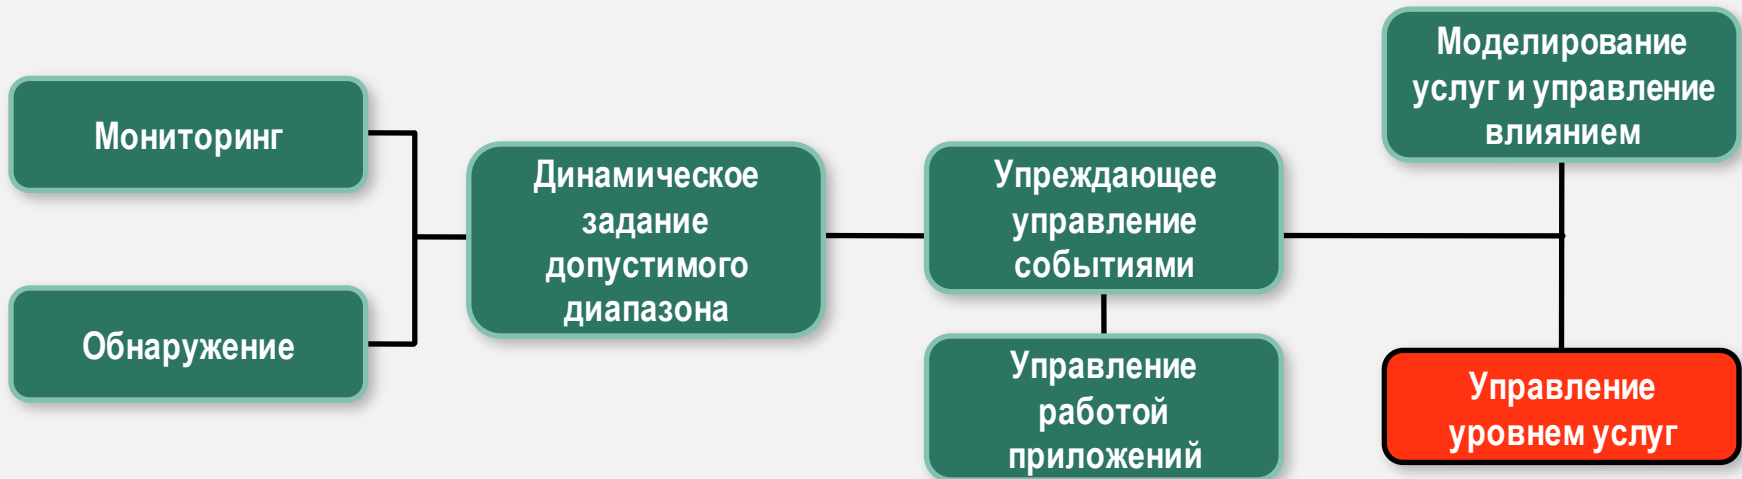 Мониторинг
Обнаружение
Динамическое
задание
допустимого
диапазона
Упреждающее
управление
событиями
Управление
работой
приложений
Моделирование
услуг и управление
влиянием
Управление
уровнем услуг